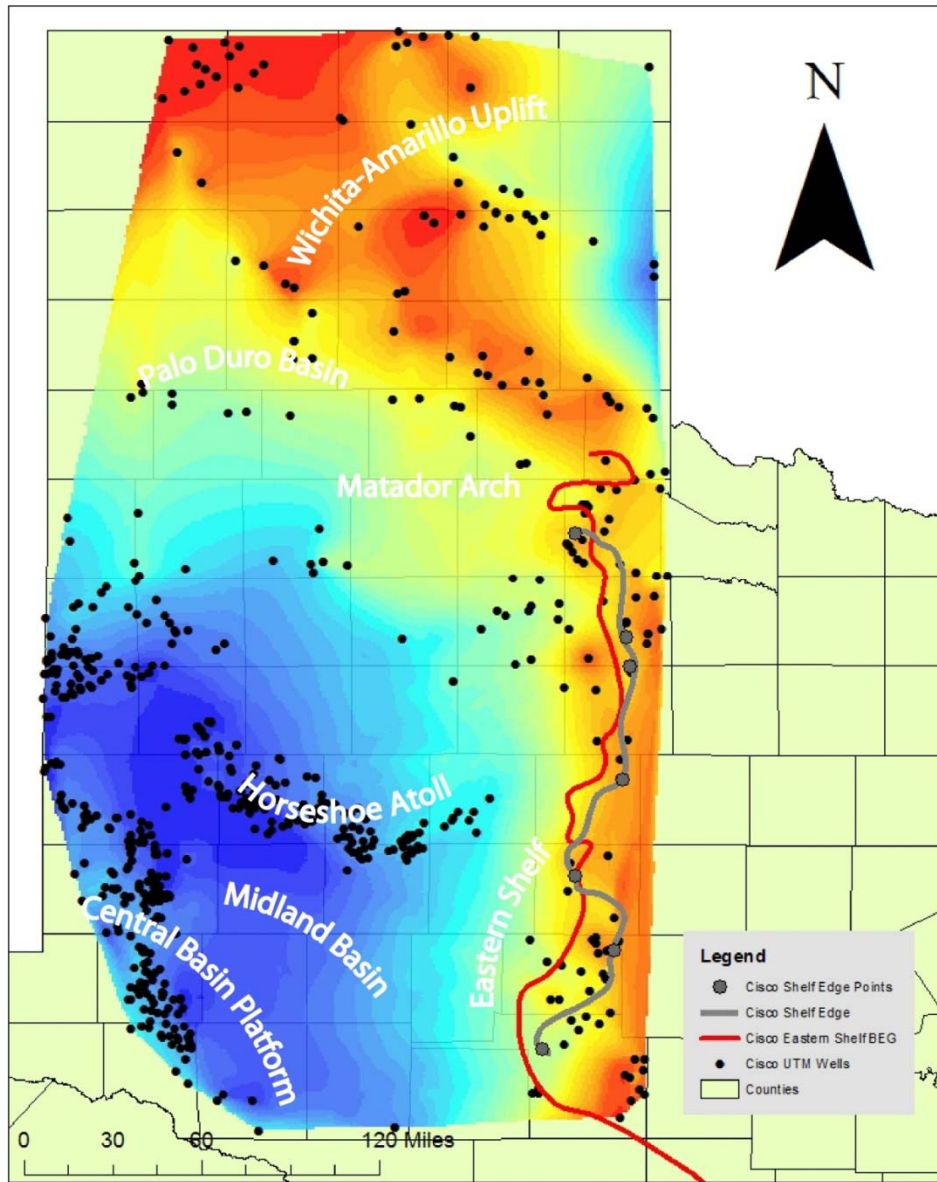 N
Wichita-Amarillo Uplift
Palo Duro Basin
Matador Arch
Horseshoe Atoll
Eastern Shelf
Midland Basin
Central Basin Platform
Legend
Cisco Shelf Edge Points
Cisco Shelf Edge
Cisco Eastern Shelf BEG
Cisco UTM Wells
Counties
0 30 60 120 Miles